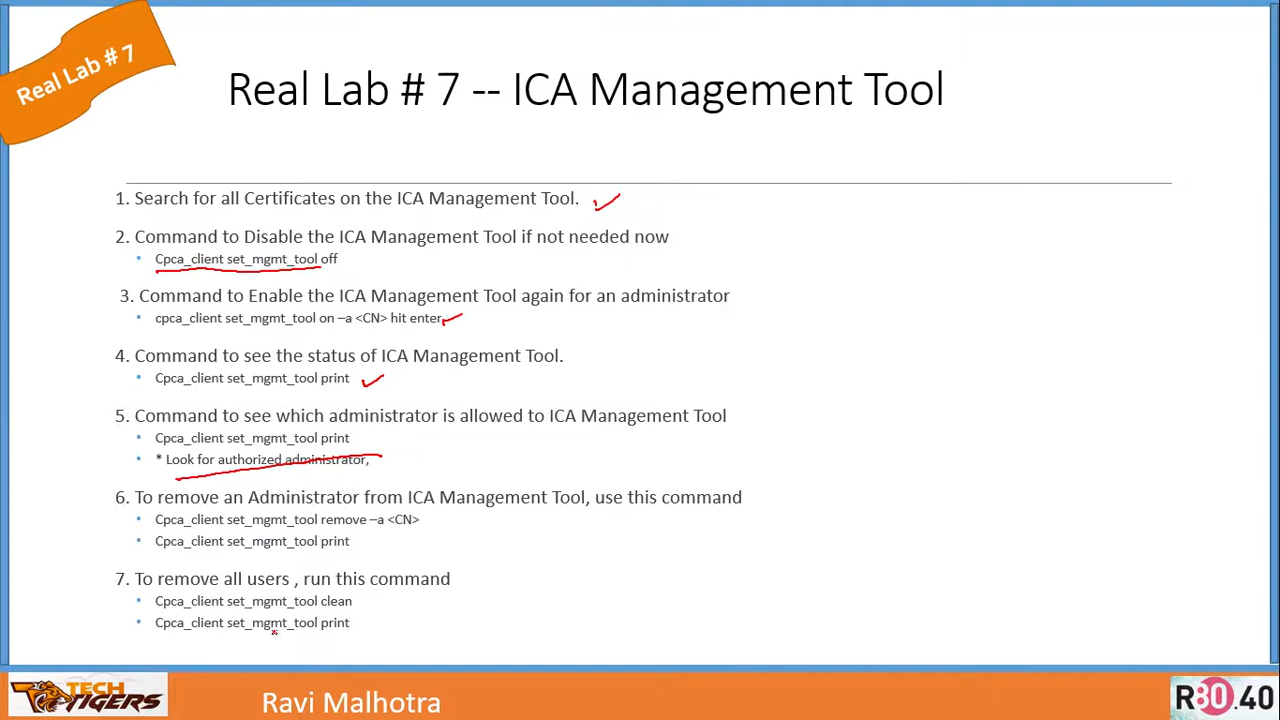 Real Lab # 7
Real Lab # 7 -- ICA Management Tool
1. Search for all Certificates on the ICA Management Tool.
2. Command to Disable the ICA Management Tool if not needed now
• Cpca_client set_mgmt_tool off
3. Command to Enable the ICA Management Tool again for an administrator
• cpca_client set_mgmt_tool on –a <CN> hit enter
4. Command to see the status of ICA Management Tool.
• Cpca_client set_mgmt_tool print
5. Command to see which administrator is allowed to ICA Management Tool
• Cpca_client set_mgmt_tool print
• * Look for authorized administrator,
6. To remove an Administrator from ICA Management Tool, use this command
• Cpca_client set_mgmt_tool remove –a <CN>
• Cpca_client set_mgmt_tool print
7. To remove all users , run this command
• Cpca_client set_mgmt_tool clean
• Cpca_client set_mgmt_tool print
TECH
TIGERS
Ravi Malhotra
R80.40